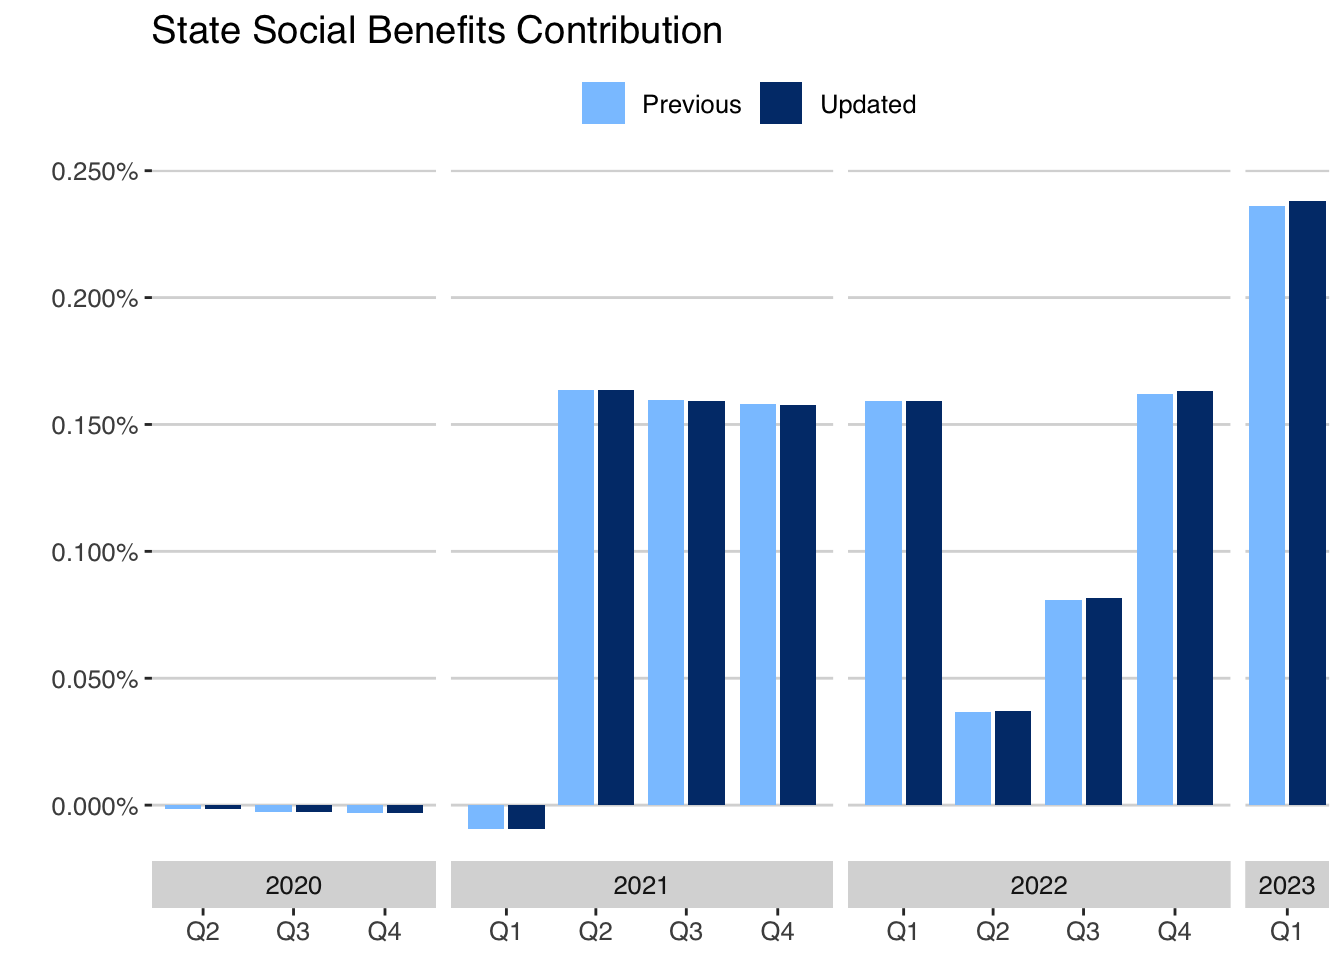 State Social Benefits Contribution
Previous Updated
0.250%
0.200%
0.150%
0.100%
0.050%
0.000%
2020 2021 2022 2023
Q2 Q3 Q4 Q1 Q2 Q3 Q4 Q1 Q2 Q3 Q4 Q1